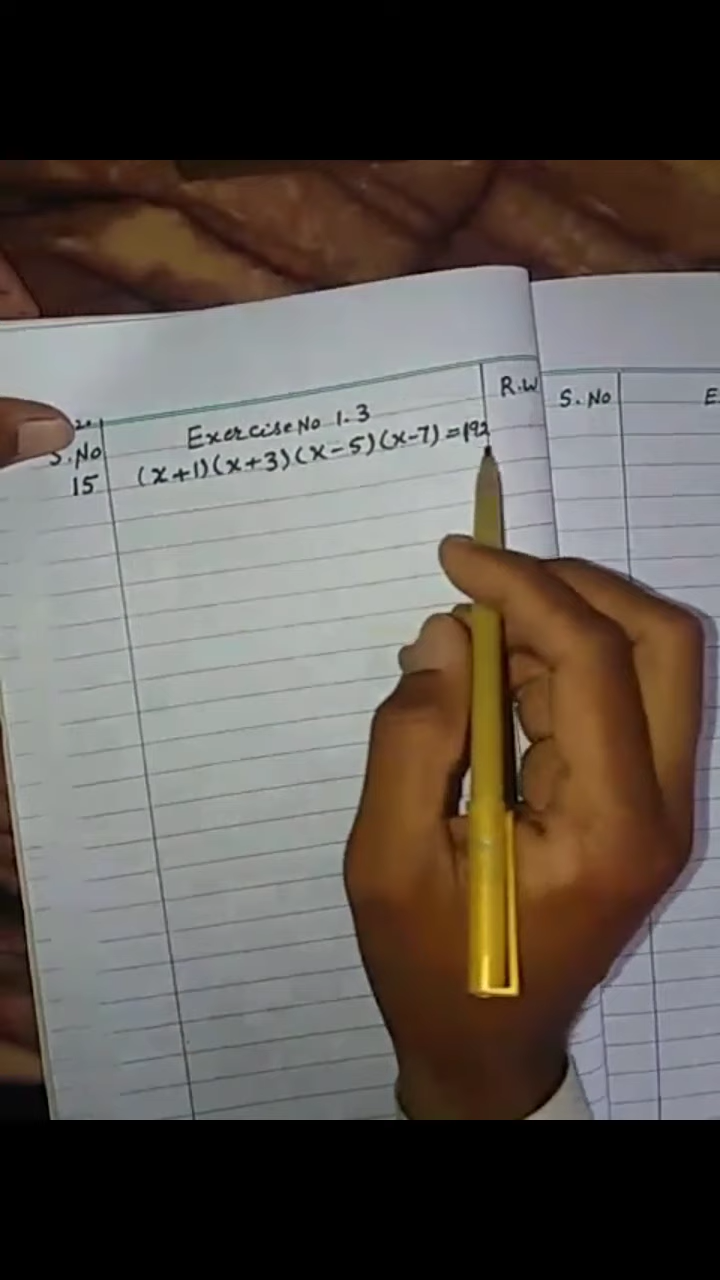 Exercise No 1.3
R.W
S.No
S.No
E
15 (x+1)(x+3)(x-5)(x-7)=192